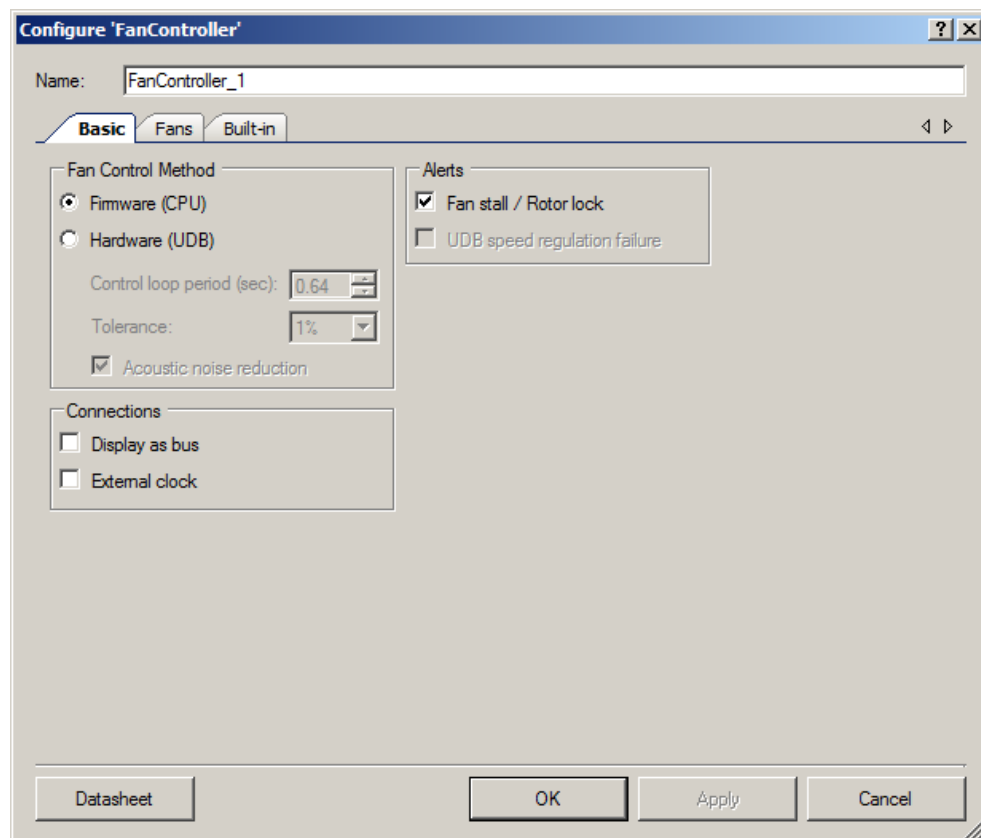 Configure 'FanController'
Name: FanController_1
Basic Fans Built-in
Fan Control Method
Firmware (CPU)
Hardware (UDB)
Control loop period (sec): 0.64
Tolerance: 1%
Acoustic noise reduction
Connections
Display as bus
External clock
Alerts
Fan stall / Rotor lock
UDB speed regulation failure
Datasheet OK Apply Cancel